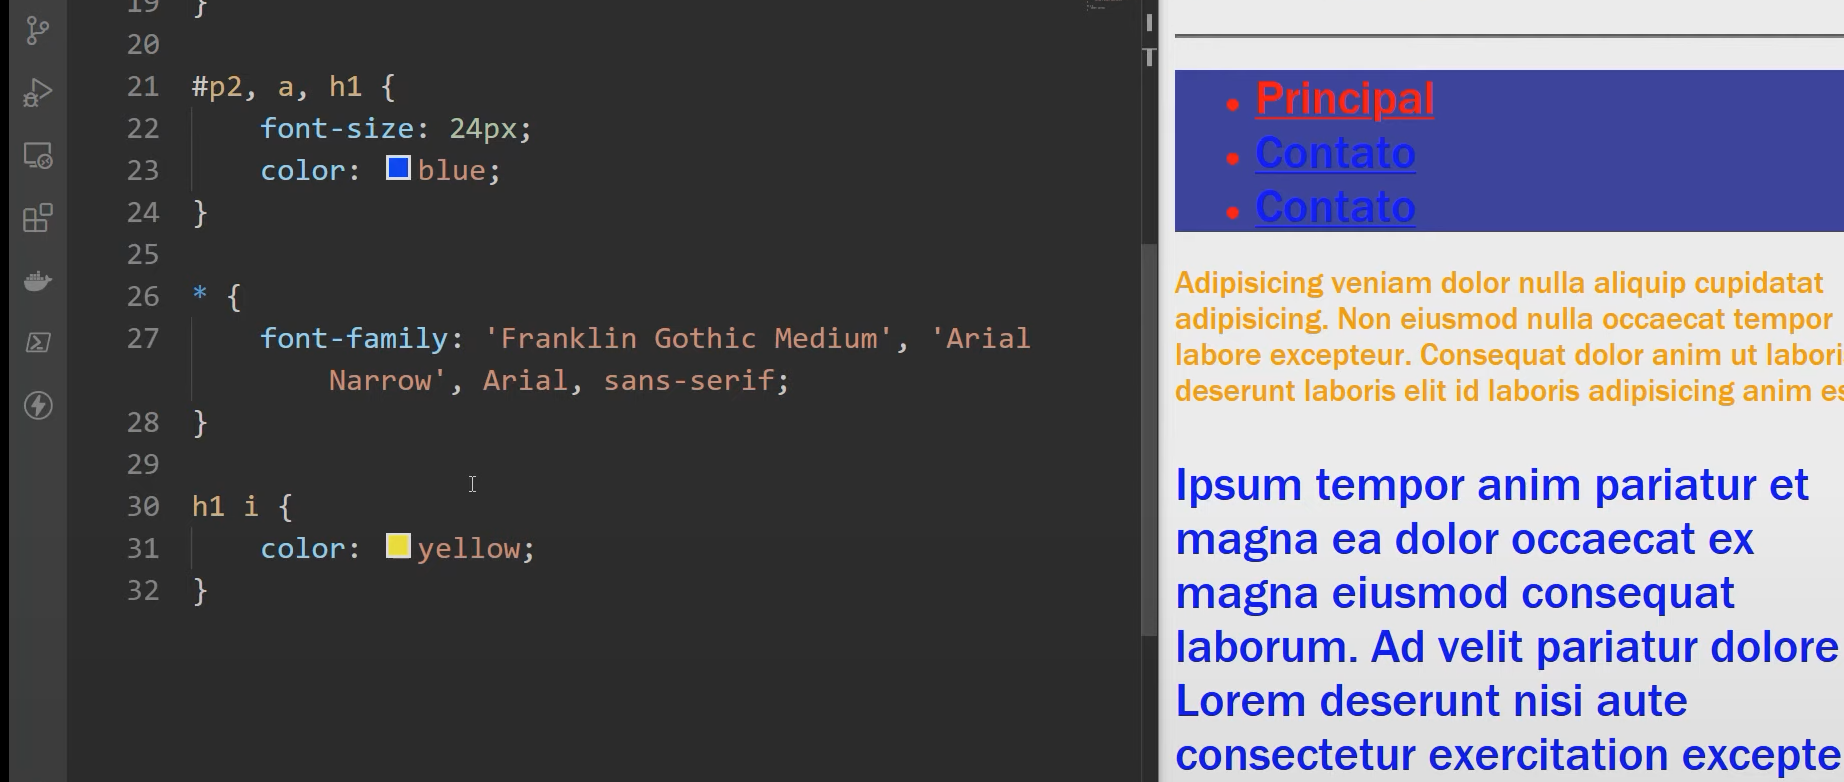 19 }
20
21 #p2, a, h1 {
22 font-size: 24px;
23 color: blue;
24 }
25
26 * {
27 font-family: 'Franklin Gothic Medium', 'Arial
Narrow', Arial, sans-serif;
28 }
29
30 h1 i {
31 color: yellow;
32 }
Principal
Contato
Contato
Adipisicing veniam dolor nulla aliquip cupidatat
adipisicing. Non eiusmod nulla occaecat tempor
labore excepteur. Consequat dolor anim ut labori
deserunt laboris elit id laboris adipisicing anim es
Ipsum tempor anim pariatur et
magna ea dolor occaecat ex
magna eiusmod consequat
laborum. Ad velit pariatur dolore
Lorem deserunt nisi aute
consectetur exercitation excepte